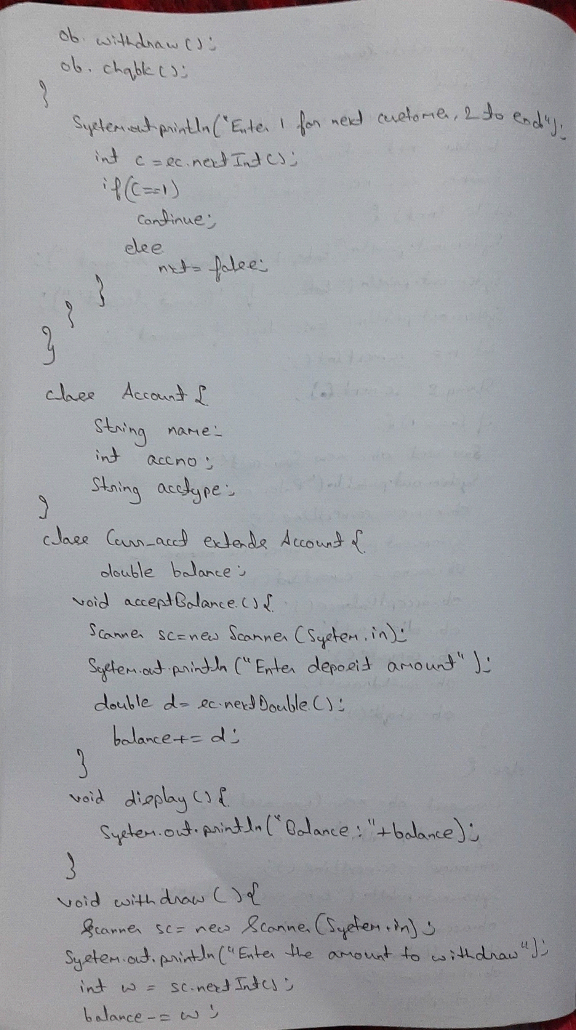 ob. withdraw();
ob. chqbk();
}
System.out.println("Enter 1 for next customer, 2 to end");
int c = sc.nextInt();
if(c==1)
continue;
else
nxt = false;
}
}
}
class Account {
String name;
int accno;
String acctype;
}
class Curr_acct extends Account {
double balance;
void acceptBalance() {
Scanner sc=new Scanner (System.in);
System.out.println ("Enter deposit amount");
double d= sc.nextDouble();
balance+= d;
}
void display() {
System.out.println("Balance:"+balance);
}
void withdraw () {
Scanner sc= new Scanner (System.in);
System.out.println("Enter the amount to withdraw");
int w = sc.nextInt();
balance-= w;